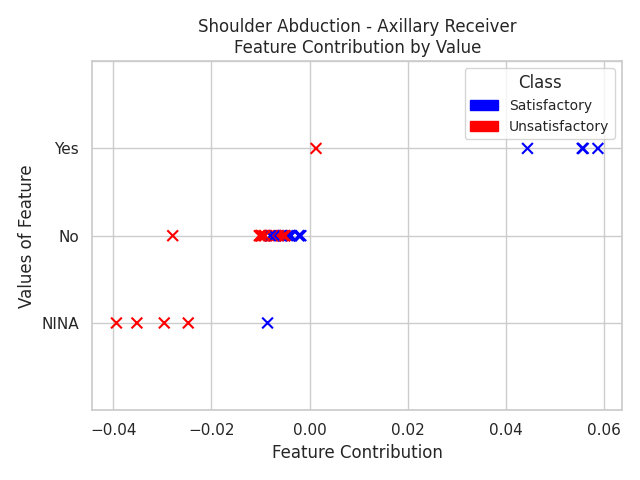 Shoulder Abduction - Axillary Receiver
Feature Contribution by Value
Class
Satisfactory
Unsatisfactory
Values of Feature
Yes
No
NINA
−0.04
−0.02
0.00
0.02
0.04
0.06
Feature Contribution